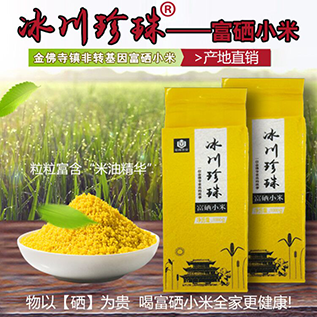 冰川珍珠®——富硒小米
金佛寺镇非转基因富硒小米
>产地直销
粒粒富含“米油精华”
冰川珍珠
富硒小米
冰川珍珠
富硒小米
物以【硒】为贵 喝富硒小米全家更健康!